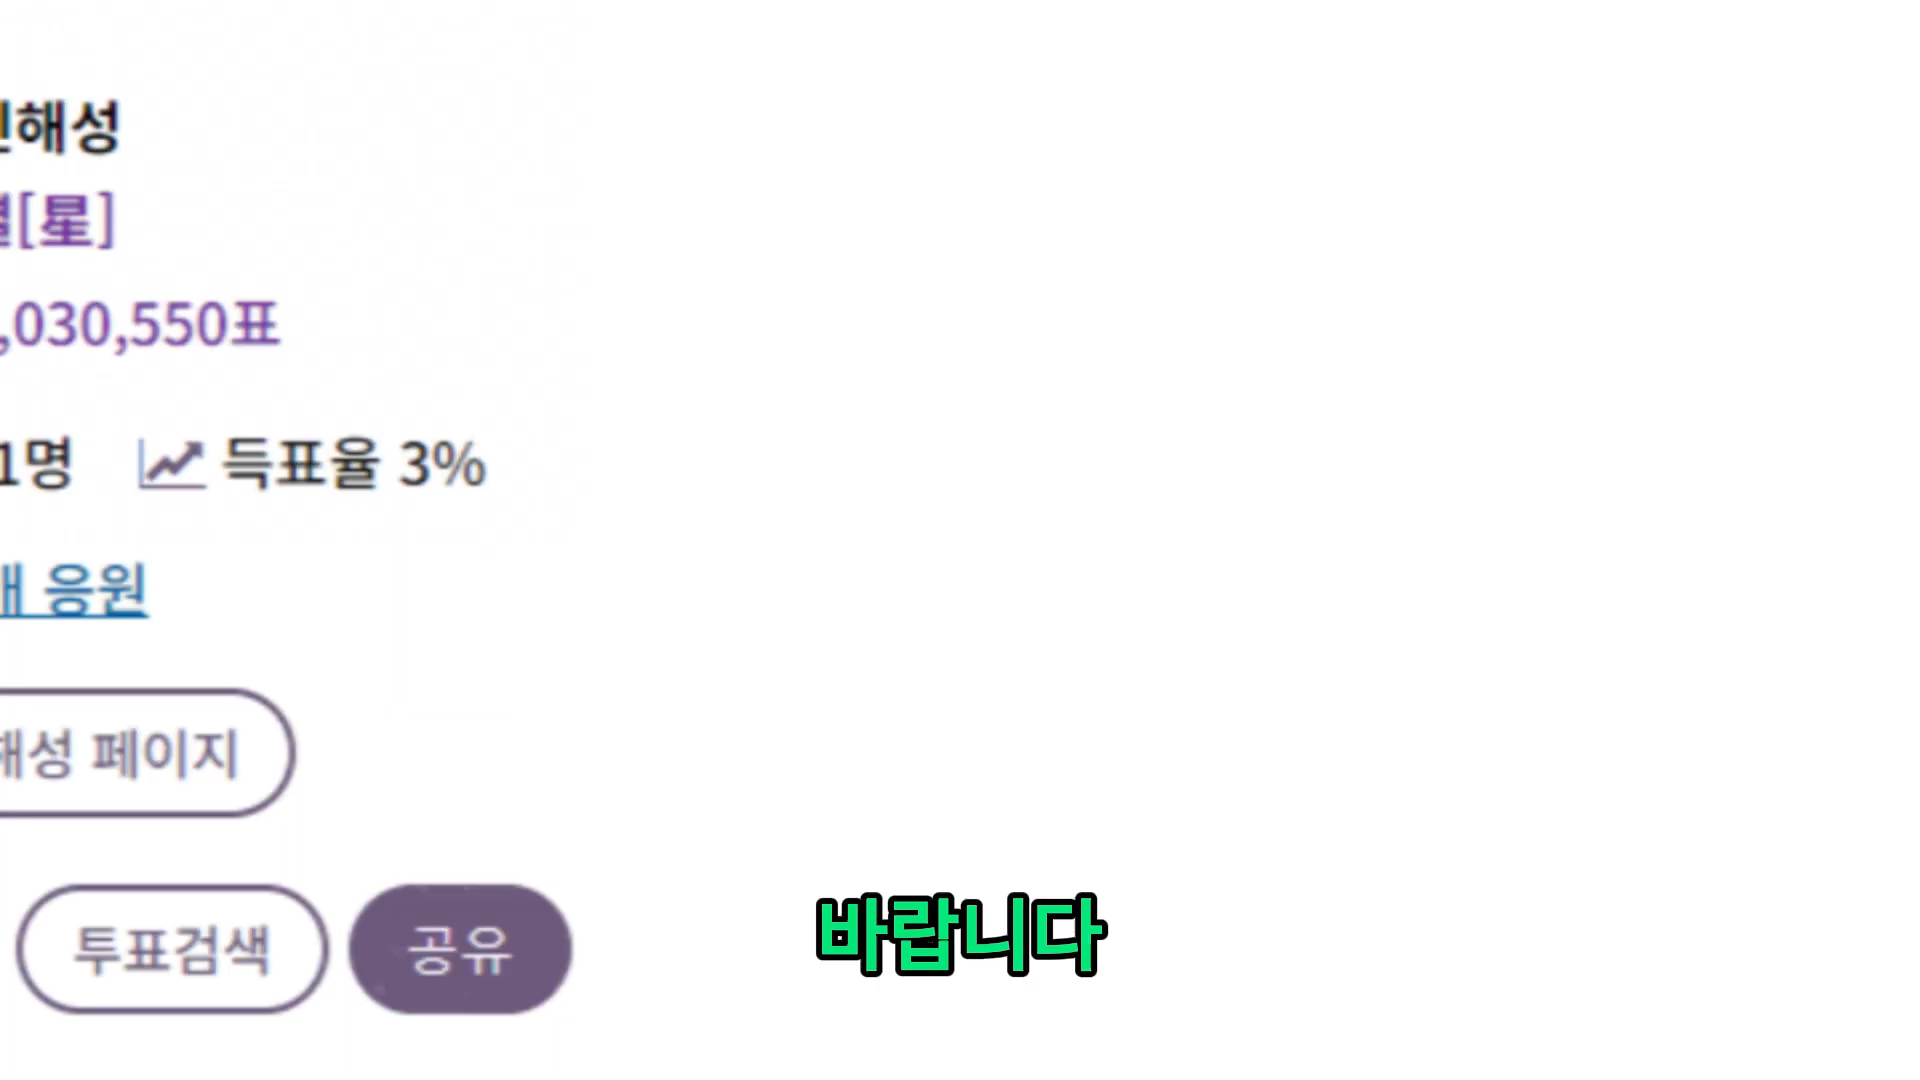 해성
[星]
,030,550표
1명 득표율 3%
응원
해성 페이지
투표검색 공유
바랍니다